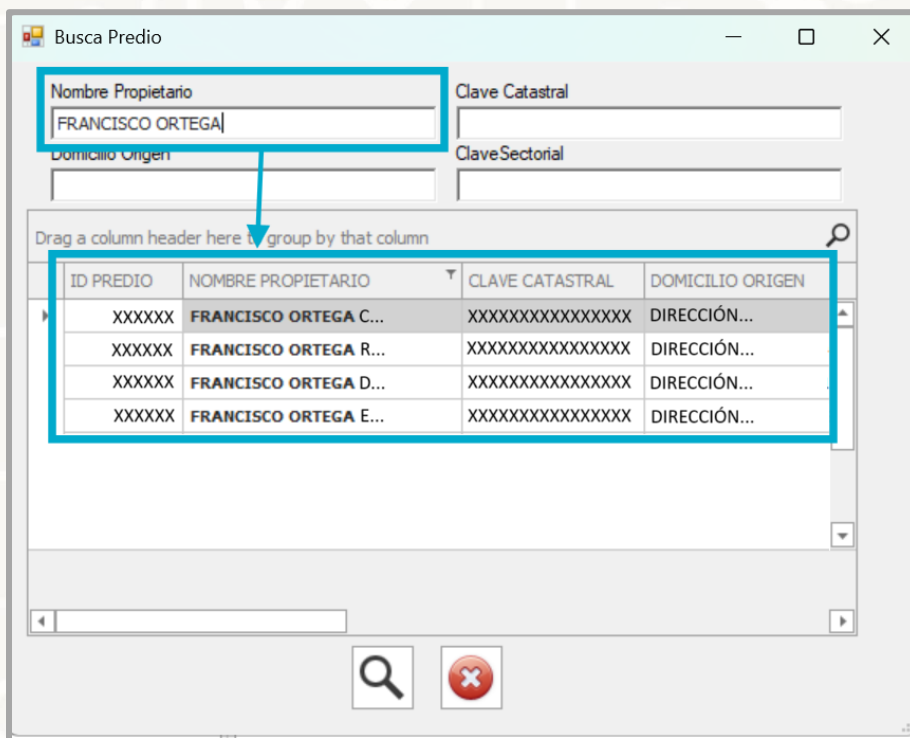 Busca Predio
Nombre Propietario Clave Catastral
FRANCISCO ORTEGA
Domicilio Origen ClaveSectorial
Drag a column header here to group by that column
ID PREDIO NOMBRE PROPIETARIO CLAVE CATASTRAL DOMICILIO ORIGEN
XXXXXX FRANCISCO ORTEGA C... XXXXXXXXXXXXXXXX DIRECCIÓN...
XXXXXX FRANCISCO ORTEGA R... XXXXXXXXXXXXXXXX DIRECCIÓN...
XXXXXX FRANCISCO ORTEGA D... XXXXXXXXXXXXXXXX DIRECCIÓN...
XXXXXX FRANCISCO ORTEGA E... XXXXXXXXXXXXXXXX DIRECCIÓN...